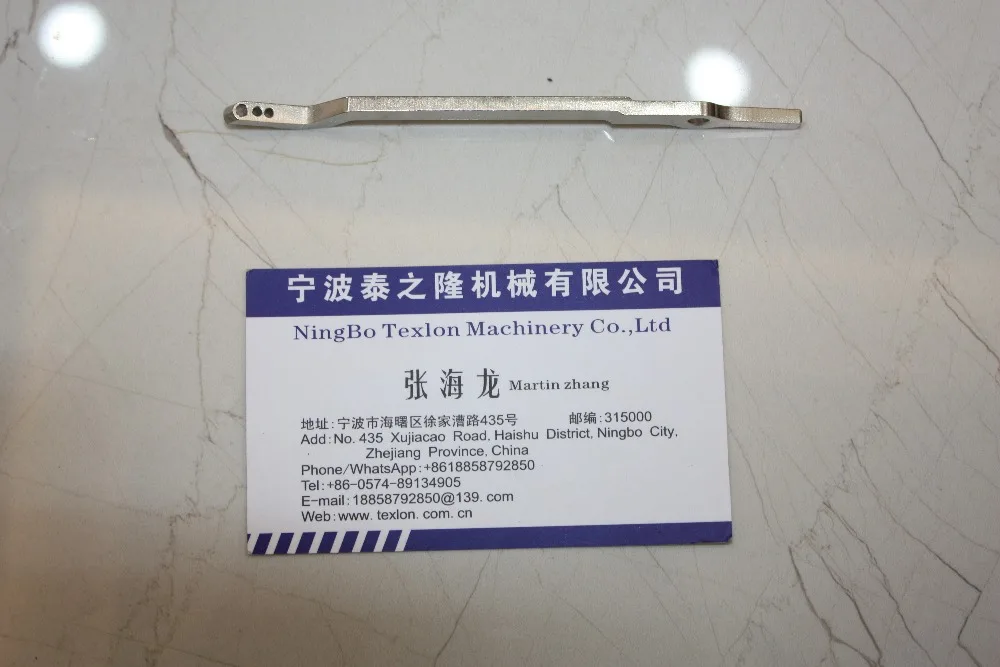 宁波泰之隆机械有限公司
NingBo Texlon Machinery Co.,Ltd
张海龙 Martin zhang
地址:宁波市海曙区徐家漕路435号 邮编:315000
Add:No. 435 Xujiacao Road, Haishu District, Ningbo City,
Zhejiang Province, China
Phone/WhatsApp:+8618858792850
Tel:+86-0574-89134905
E-mail:18858792850@139. com
Web:www. texlon. com. cn